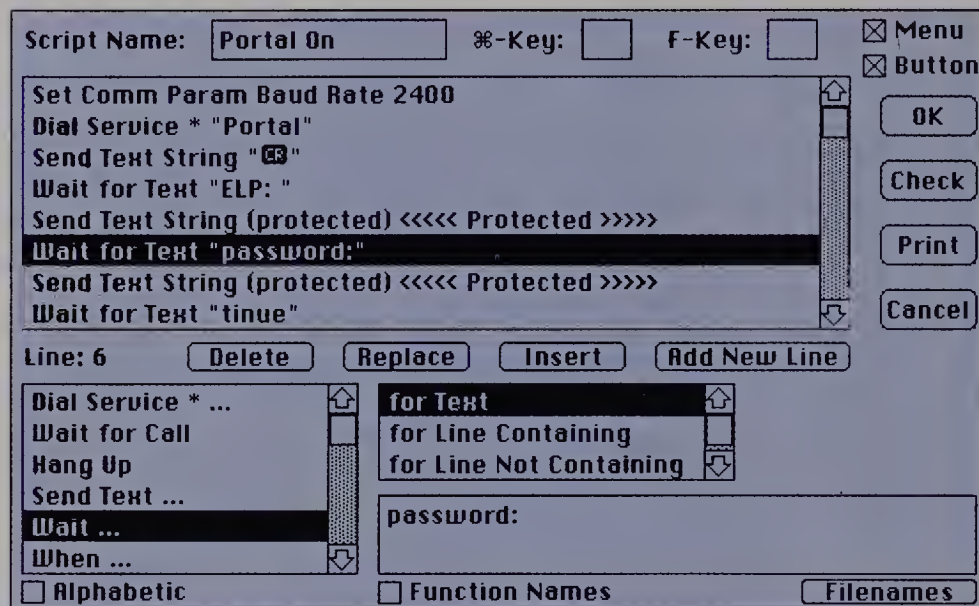 Script Name: Portal On ⌘-Key: F-Key: Menu
Button
Set Comm Param Baud Rate 2400
Dial Service * "Portal"
Send Text String "CR"
Wait for Text "ELP: "
Send Text String (protected) <<<<< Protected >>>>>
Wait for Text "password:"
Send Text String (protected) <<<<< Protected >>>>>
Wait for Text "tinue"
OK
Check
Print
Cancel
Line: 6 Delete Replace Insert Add New Line
Dial Service * ...
Wait for Call
Hang Up
Send Text ...
Wait ...
When ...
for Text
for Line Containing
for Line Not Containing
password:
Alphabetic Function Names Filenames